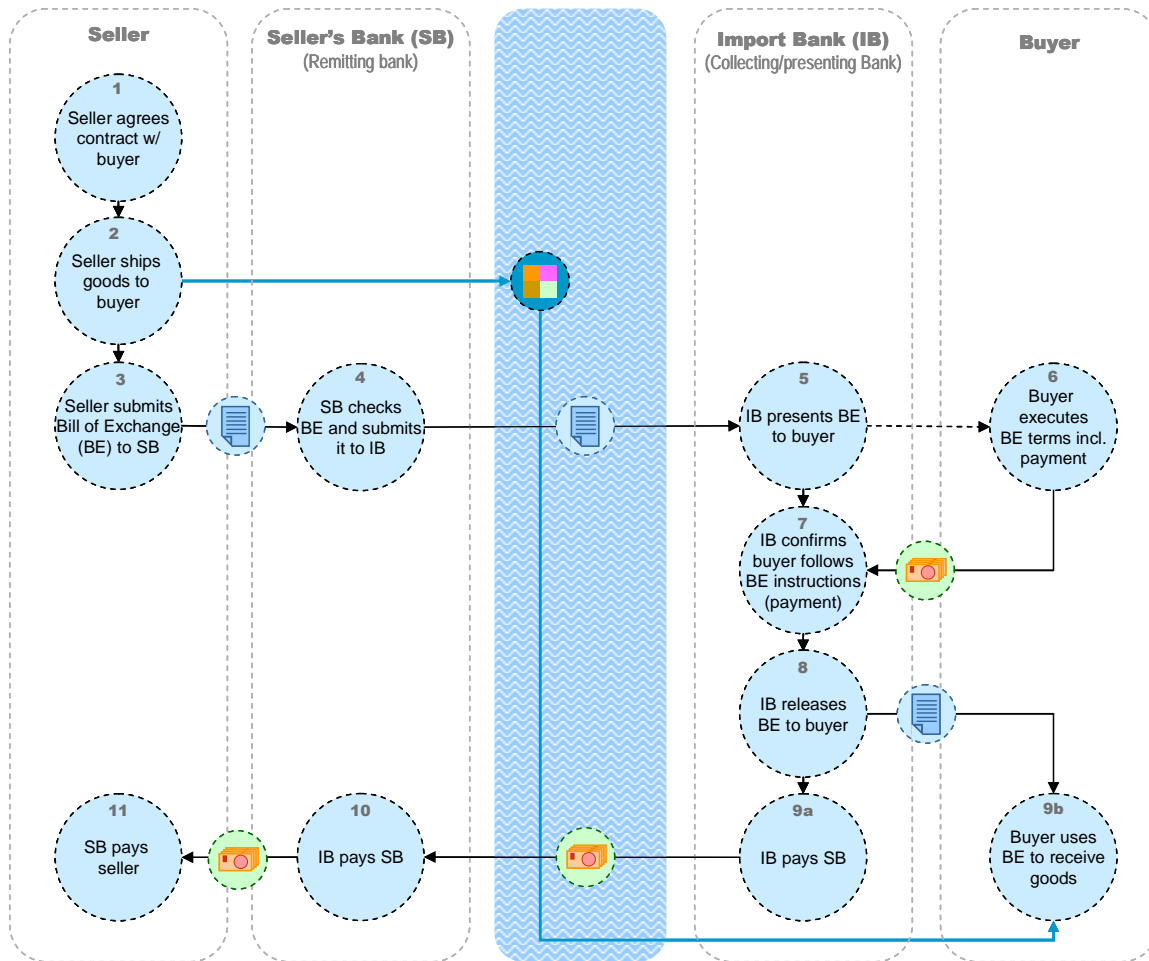 Seller
Seller's Bank (SB)
(Remitting bank)
Import Bank (IB)
(Collecting/presenting Bank)
Buyer
1
Seller agrees
contract w/
buyer
2
Seller ships
goods to
buyer
3
Seller submits
Bill of Exchange
(BE) to SB
4
SB checks
BE and submits
it to IB
5
IB presents BE
to buyer
6
Buyer
executes
BE terms incl.
payment
7
IB confirms
buyer follows
BE instructions
(payment)
8
IB releases
BE to buyer
11
SB pays
seller
10
IB pays SB
9a
IB pays SB
9b
Buyer uses
BE to receive
goods